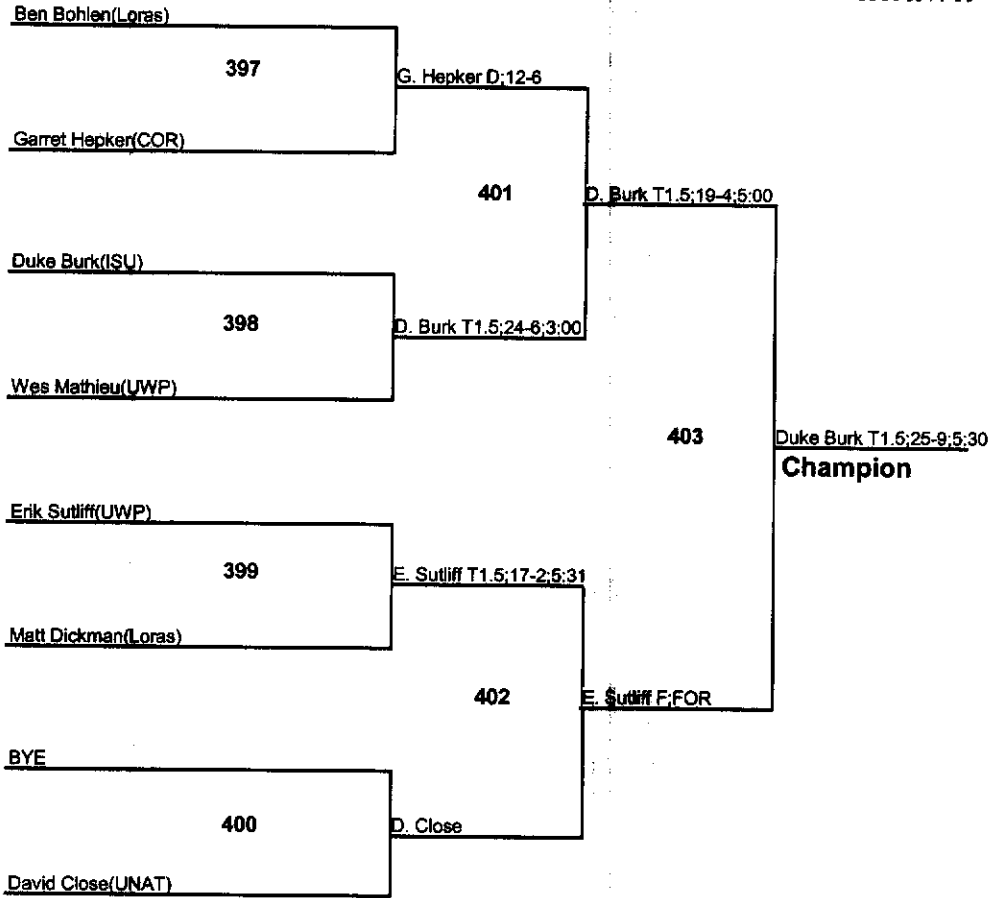 Ben Bohlen(Loras)
397
G. Hepker D;12-6
Garret Hepker(COR)
401
D. Burk T1.5;19-4;5:00
Duke Burk(ISU)
398
D. Burk T1.5;24-6;3:00
Wes Mathieu(UWP)
403
Duke Burk T1.5;25-9;5:30
Champion
Erik Sutliff(UWP)
399
E. Sutliff T1.5;17-2;5:31
Matt Dickman(Loras)
402
E. Sutliff F;FOR
BYE
400
D. Close
David Close(UNAT)